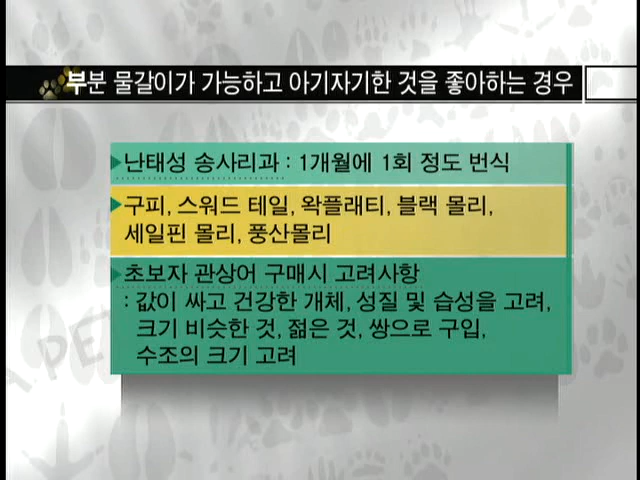 부분 물갈이가 가능하고 아기자기한 것을 좋아하는 경우
난태성 송사리과 : 1개월에 1회 정도 번식
구피, 스워드 테일, 왁플래티, 블랙 몰리,
세일핀 몰리, 풍산몰리
초보자 관상어 구매시 고려사항
: 값이 싸고 건강한 개체, 성질 및 습성을 고려,
크기 비슷한 것, 젊은 것, 쌍으로 구입,
수조의 크기 고려